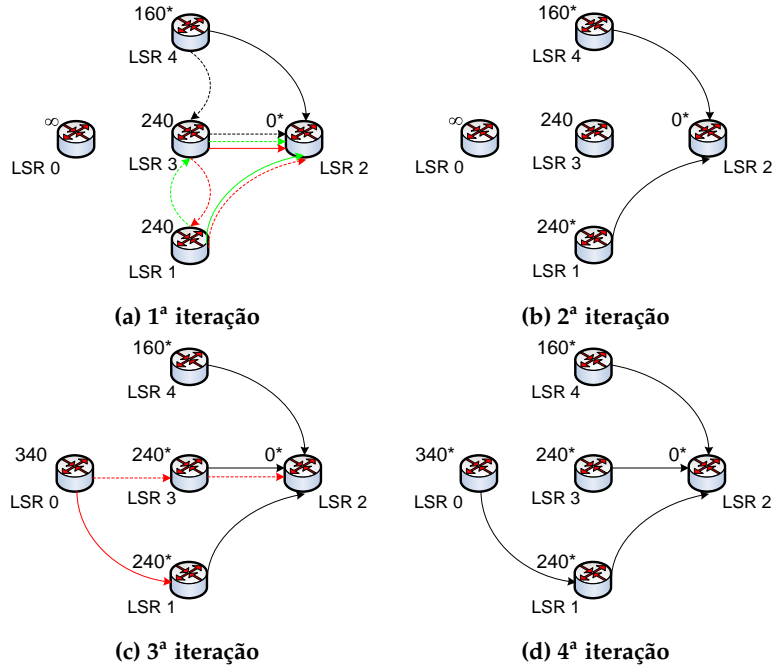 160*
LSR 4
∞
LSR 0
240
LSR 3
0*
LSR 2
240
LSR 1
(a) 1ª iteração
160*
LSR 4
∞
LSR 0
240
LSR 3
0*
LSR 2
240*
LSR 1
(b) 2ª iteração
160*
LSR 4
340
LSR 0
240*
LSR 3
0*
LSR 2
240*
LSR 1
(c) 3ª iteração
160*
LSR 4
340*
LSR 0
240*
LSR 3
0*
LSR 2
240*
LSR 1
(d) 4ª iteração